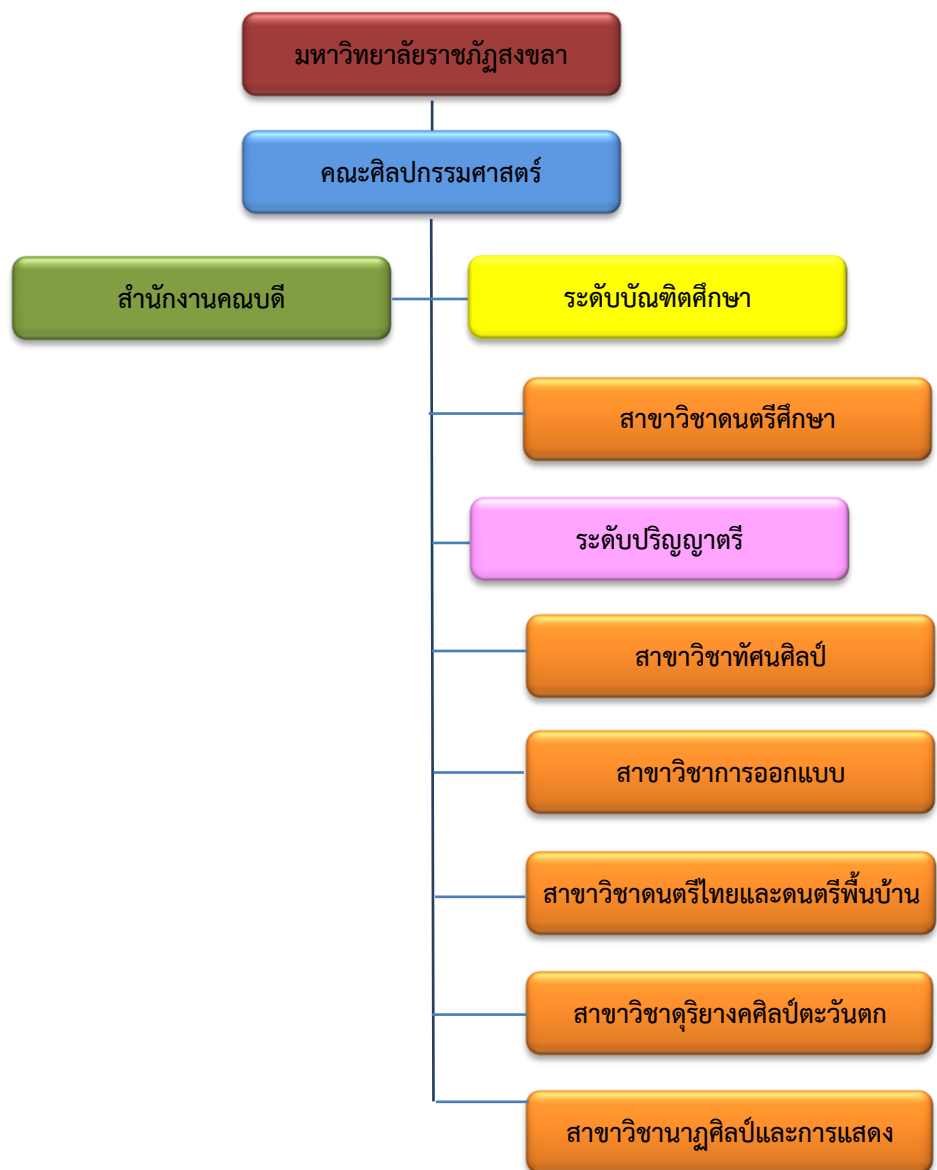 มหาวิทยาลัยราชภัฏสงขลา
คณะศิลปกรรมศาสตร์
สำนักงานคณบดี
ระดับบัณฑิตศึกษา
สาขาวิชาดนตรีศึกษา
ระดับปริญญาตรี
สาขาวิชาทัศนศิลป์
สาขาวิชาการออกแบบ
สาขาวิชาดนตรีไทยและดนตรีพื้นบ้าน
สาขาวิชาดุริยางคศิลป์ตะวันตก
สาขาวิชานาฏศิลป์และการแสดง